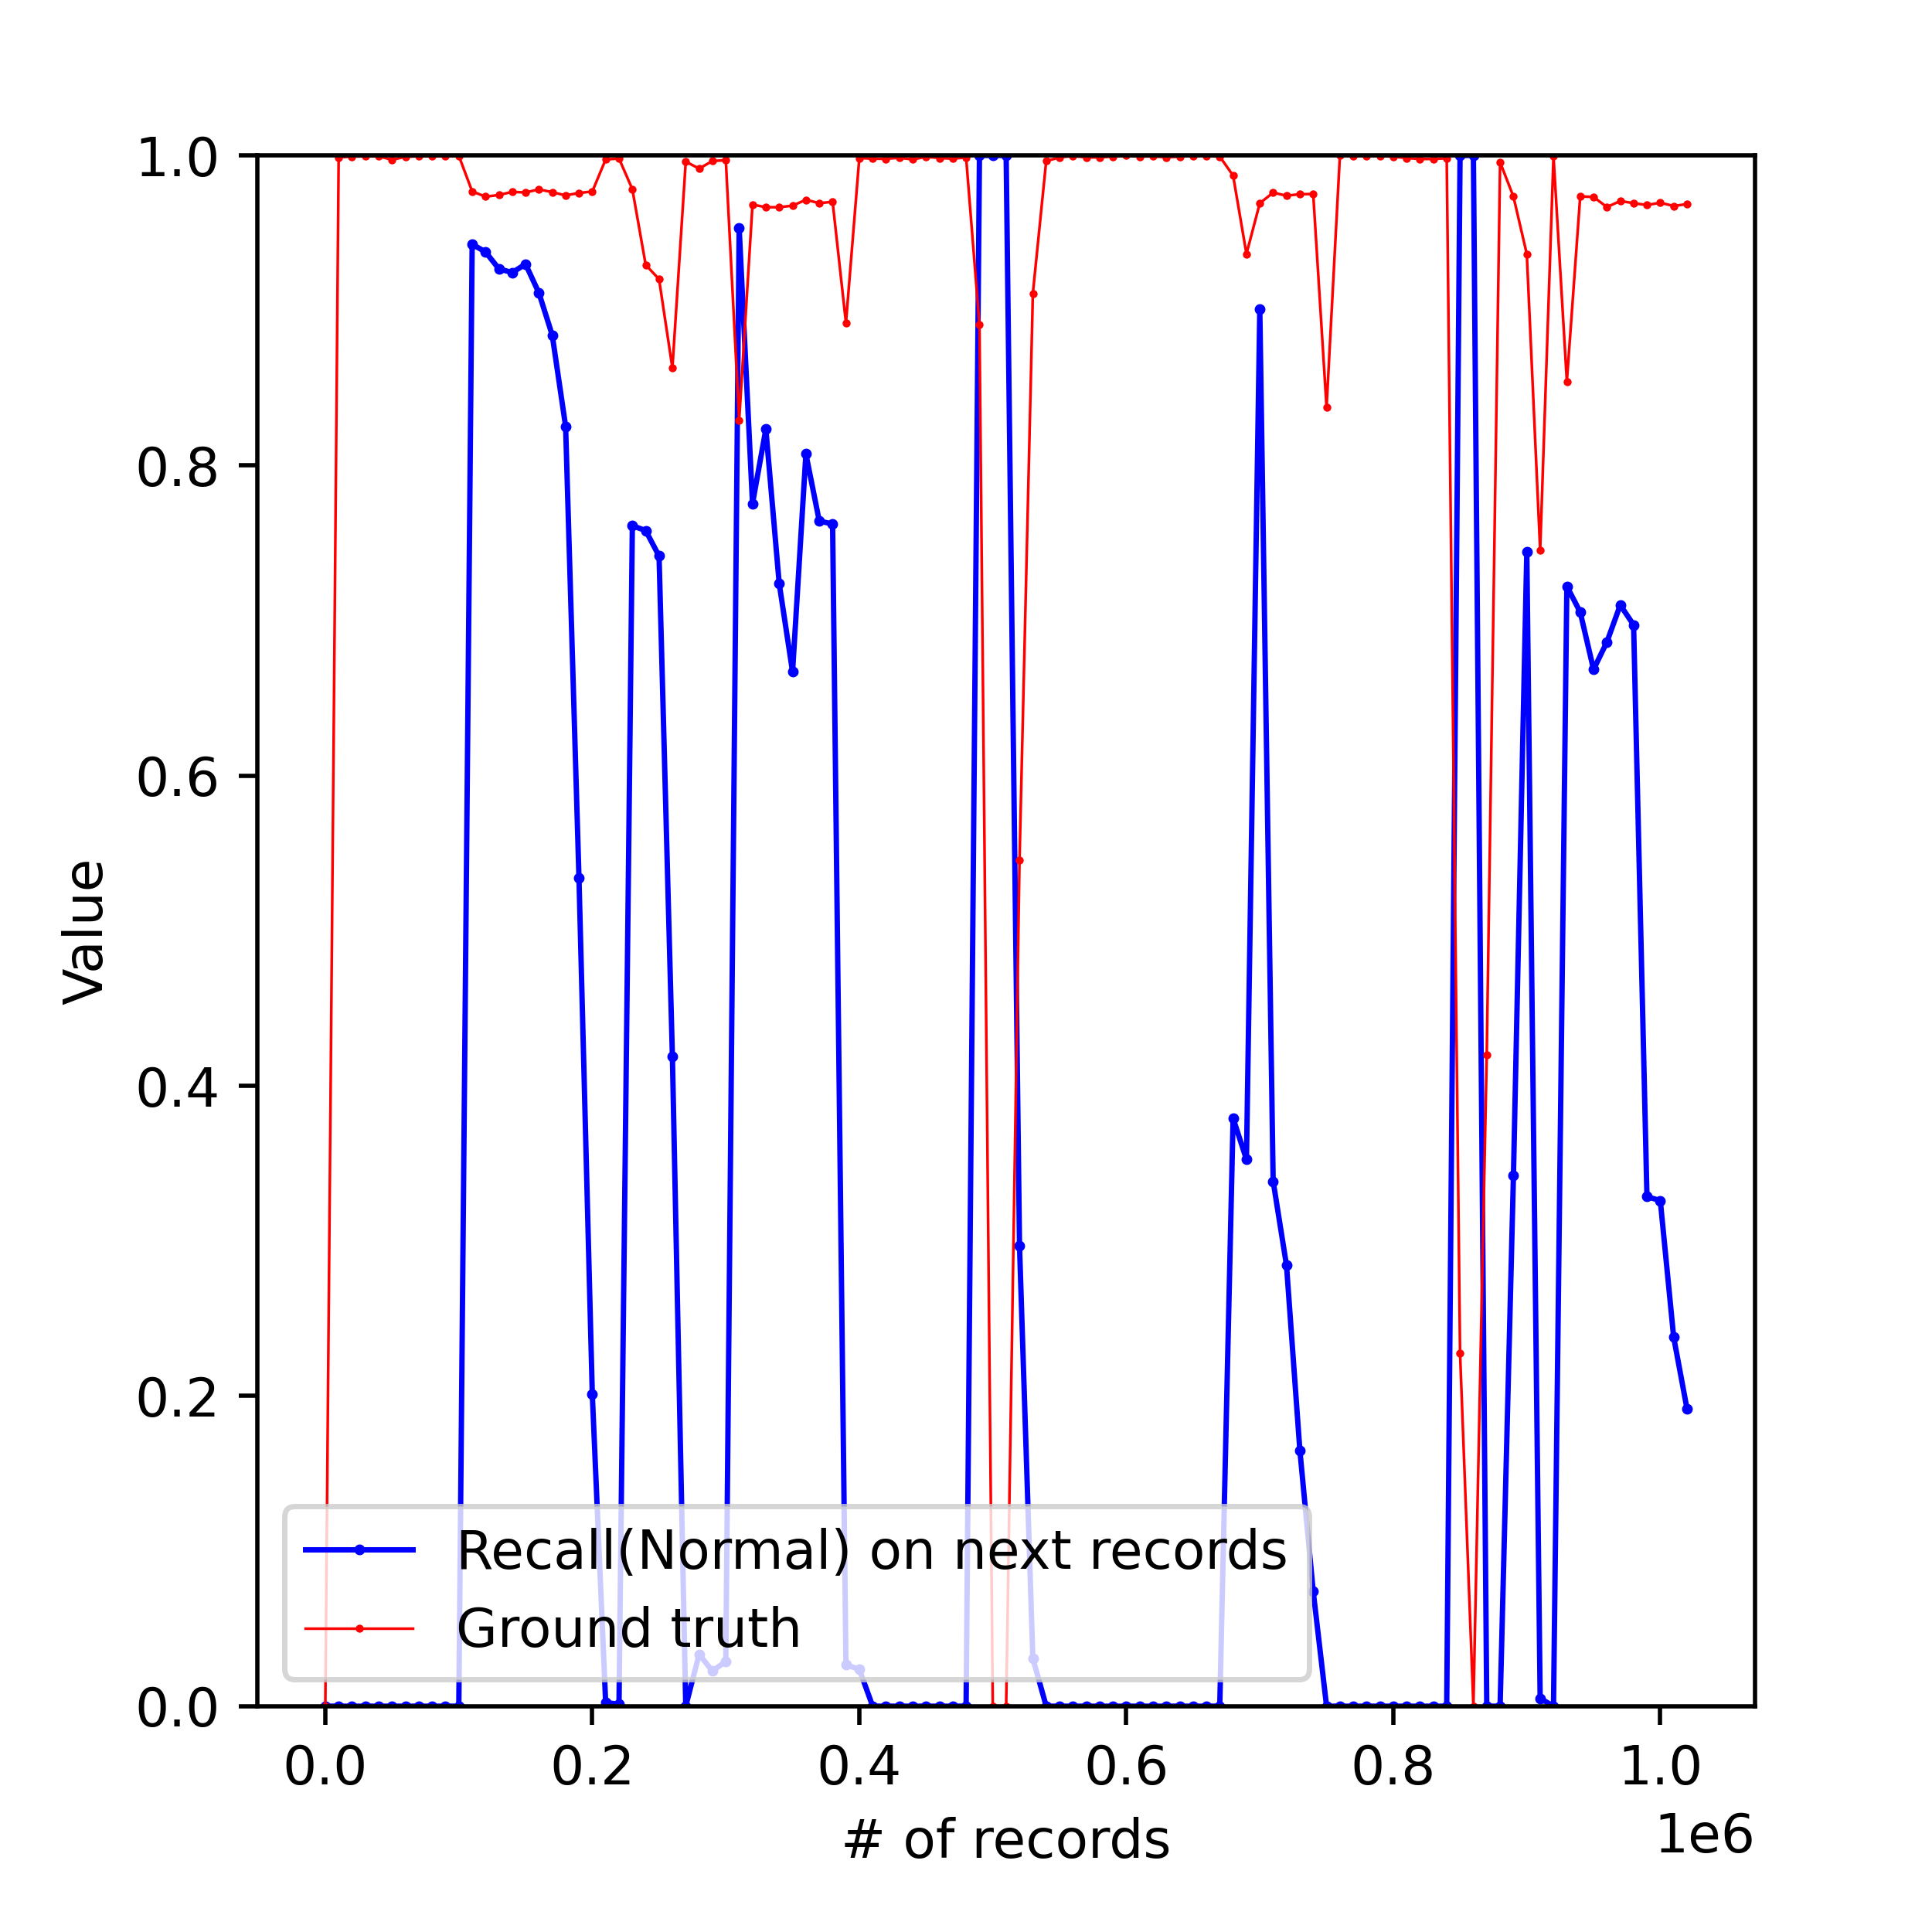 1.0
0.8
0.6
0.4
0.2
0.0
Value
Recall(Normal) on next records
Ground truth
0.0 0.2 0.4 0.6 0.8 1.0
# of records
1e6